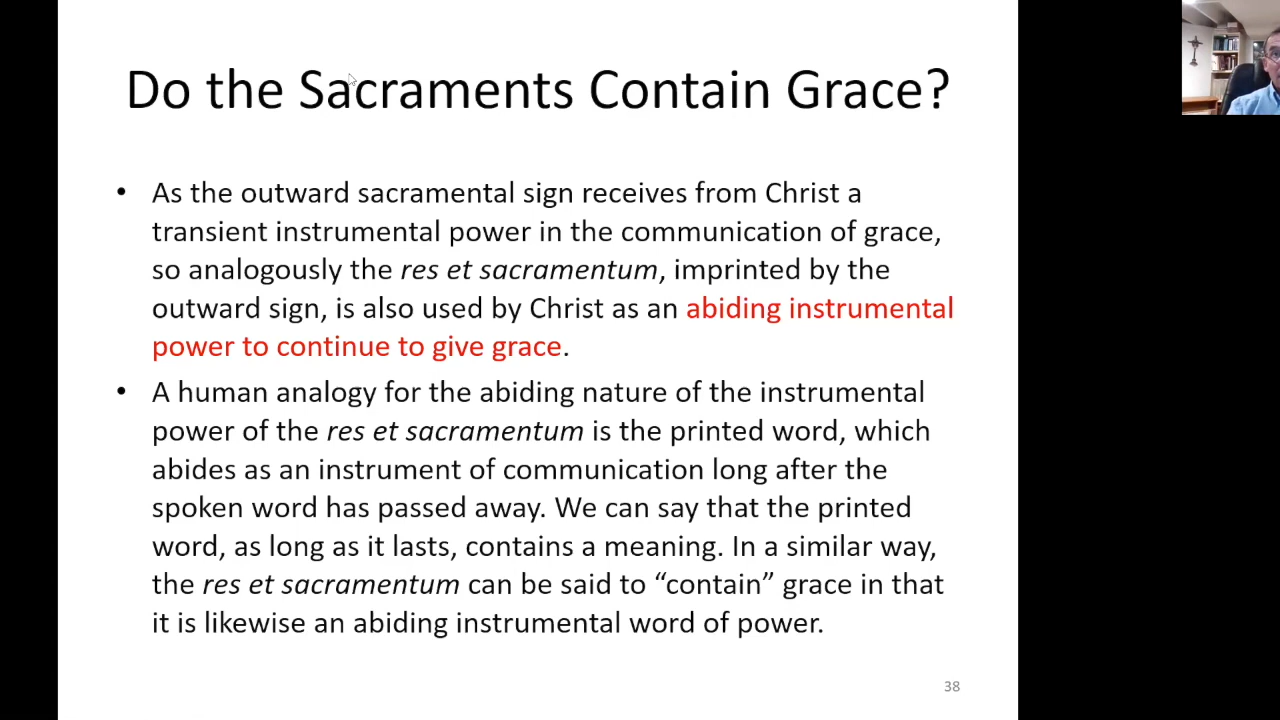 Do the Sacraments Contain Grace?
• As the outward sacramental sign receives from Christ a
transient instrumental power in the communication of grace,
so analogously the res et sacramentum, imprinted by the
outward sign, is also used by Christ as an abiding instrumental
power to continue to give grace.
• A human analogy for the abiding nature of the instrumental
power of the res et sacramentum is the printed word, which
abides as an instrument of communication long after the
spoken word has passed away. We can say that the printed
word, as long as it lasts, contains a meaning. In a similar way,
the res et sacramentum can be said to “contain” grace in that
it is likewise an abiding instrumental word of power.
38